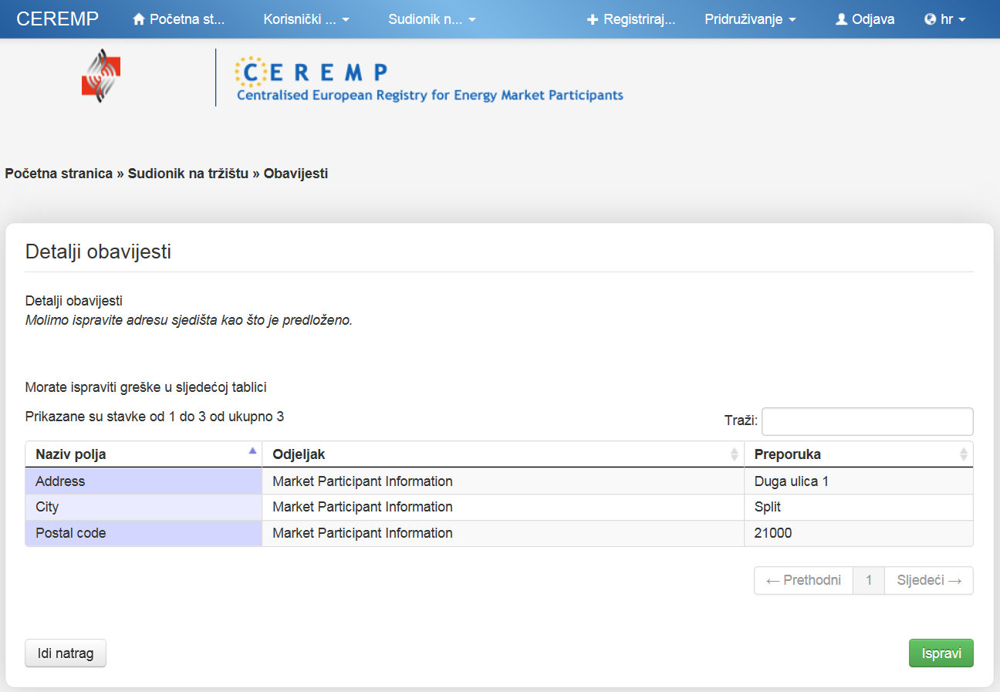 CEREMP Početna st... Korisnički ... Sudionik n... Registriraj... Pridruživanje Odjava hr
CEREMP
Centralised European Registry for Energy Market Participants
Početna stranica » Sudionik na tržištu » Obavijesti
Detalji obavijesti
Detalji obavijesti
Molimo ispravite adresu sjedišta kao što je predloženo.
Morate ispraviti greške u sljedećoj tablici
Prikazane su stavke od 1 do 3 od ukupno 3
Traži:
Naziv polja Odjeljak Preporuka
Address Market Participant Information Duga ulica 1
City Market Participant Information Split
Postal code Market Participant Information 21000
← Prethodni 1 Sljedeći →
Idi natrag Ispravi